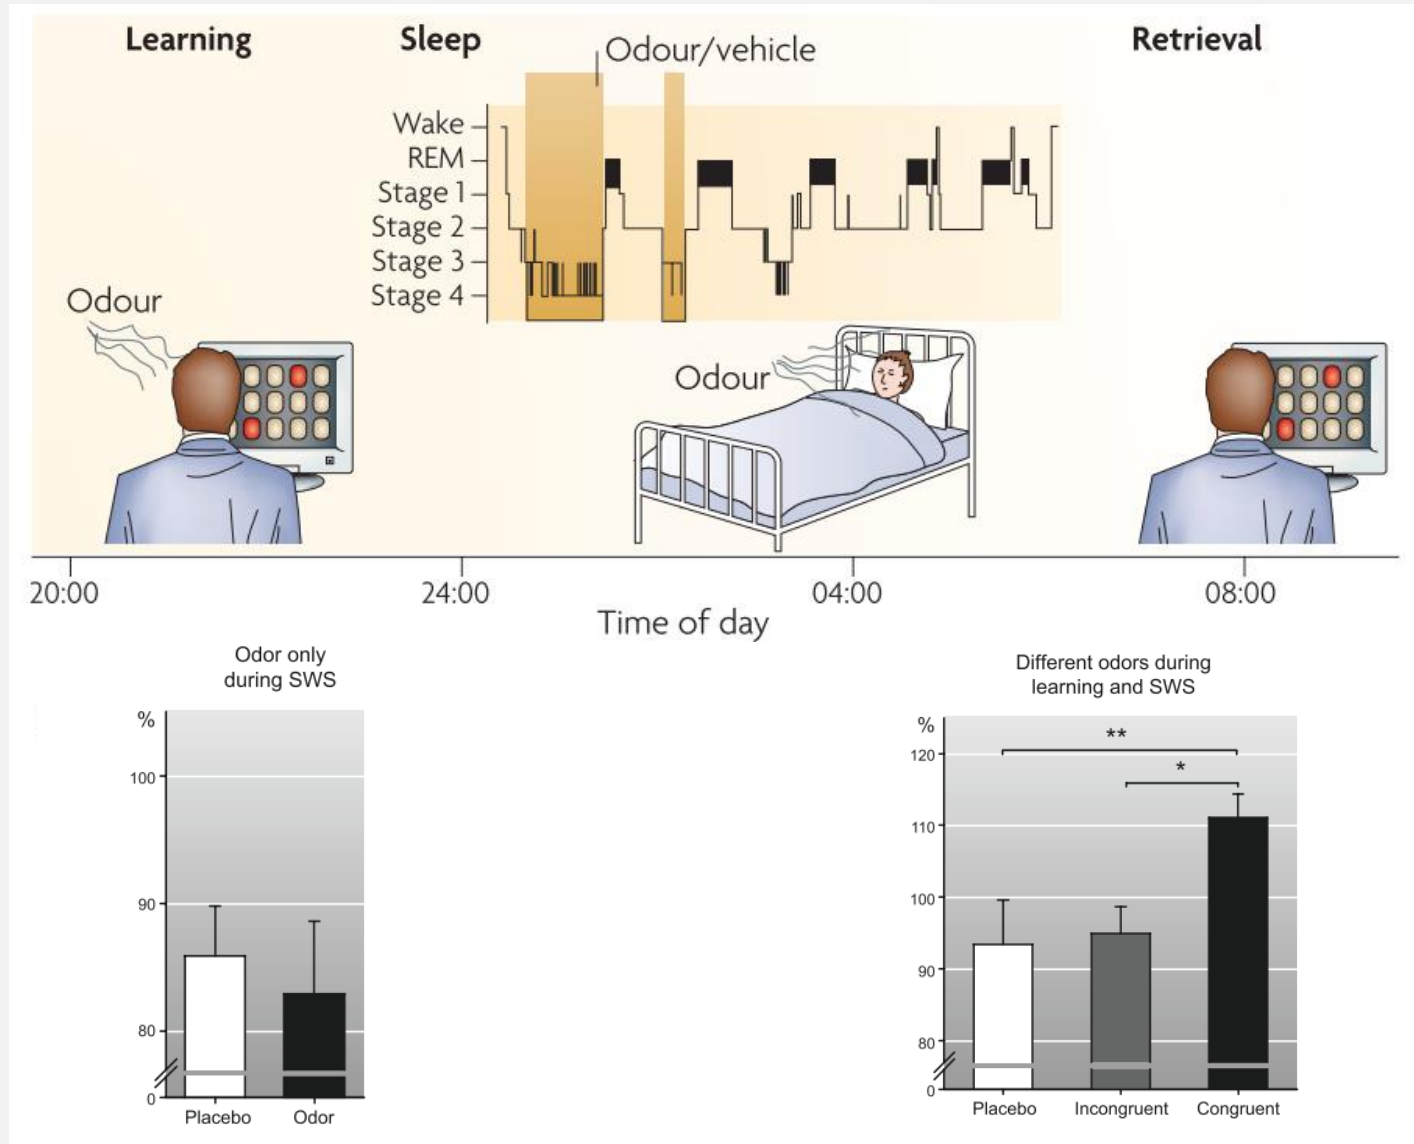 Learning
Sleep
Odour/vehicle
Retrieval
Wake
REM
Stage 1
Stage 2
Stage 3
Stage 4
Odour
Odour
20:00
24:00
04:00
08:00
Time of day
Odor only
during SWS
%
100
90
80
0
Placebo
Odor
Different odors during
learning and SWS
%
**
*
120
110
100
90
80
0
Placebo
Incongruent
Congruent